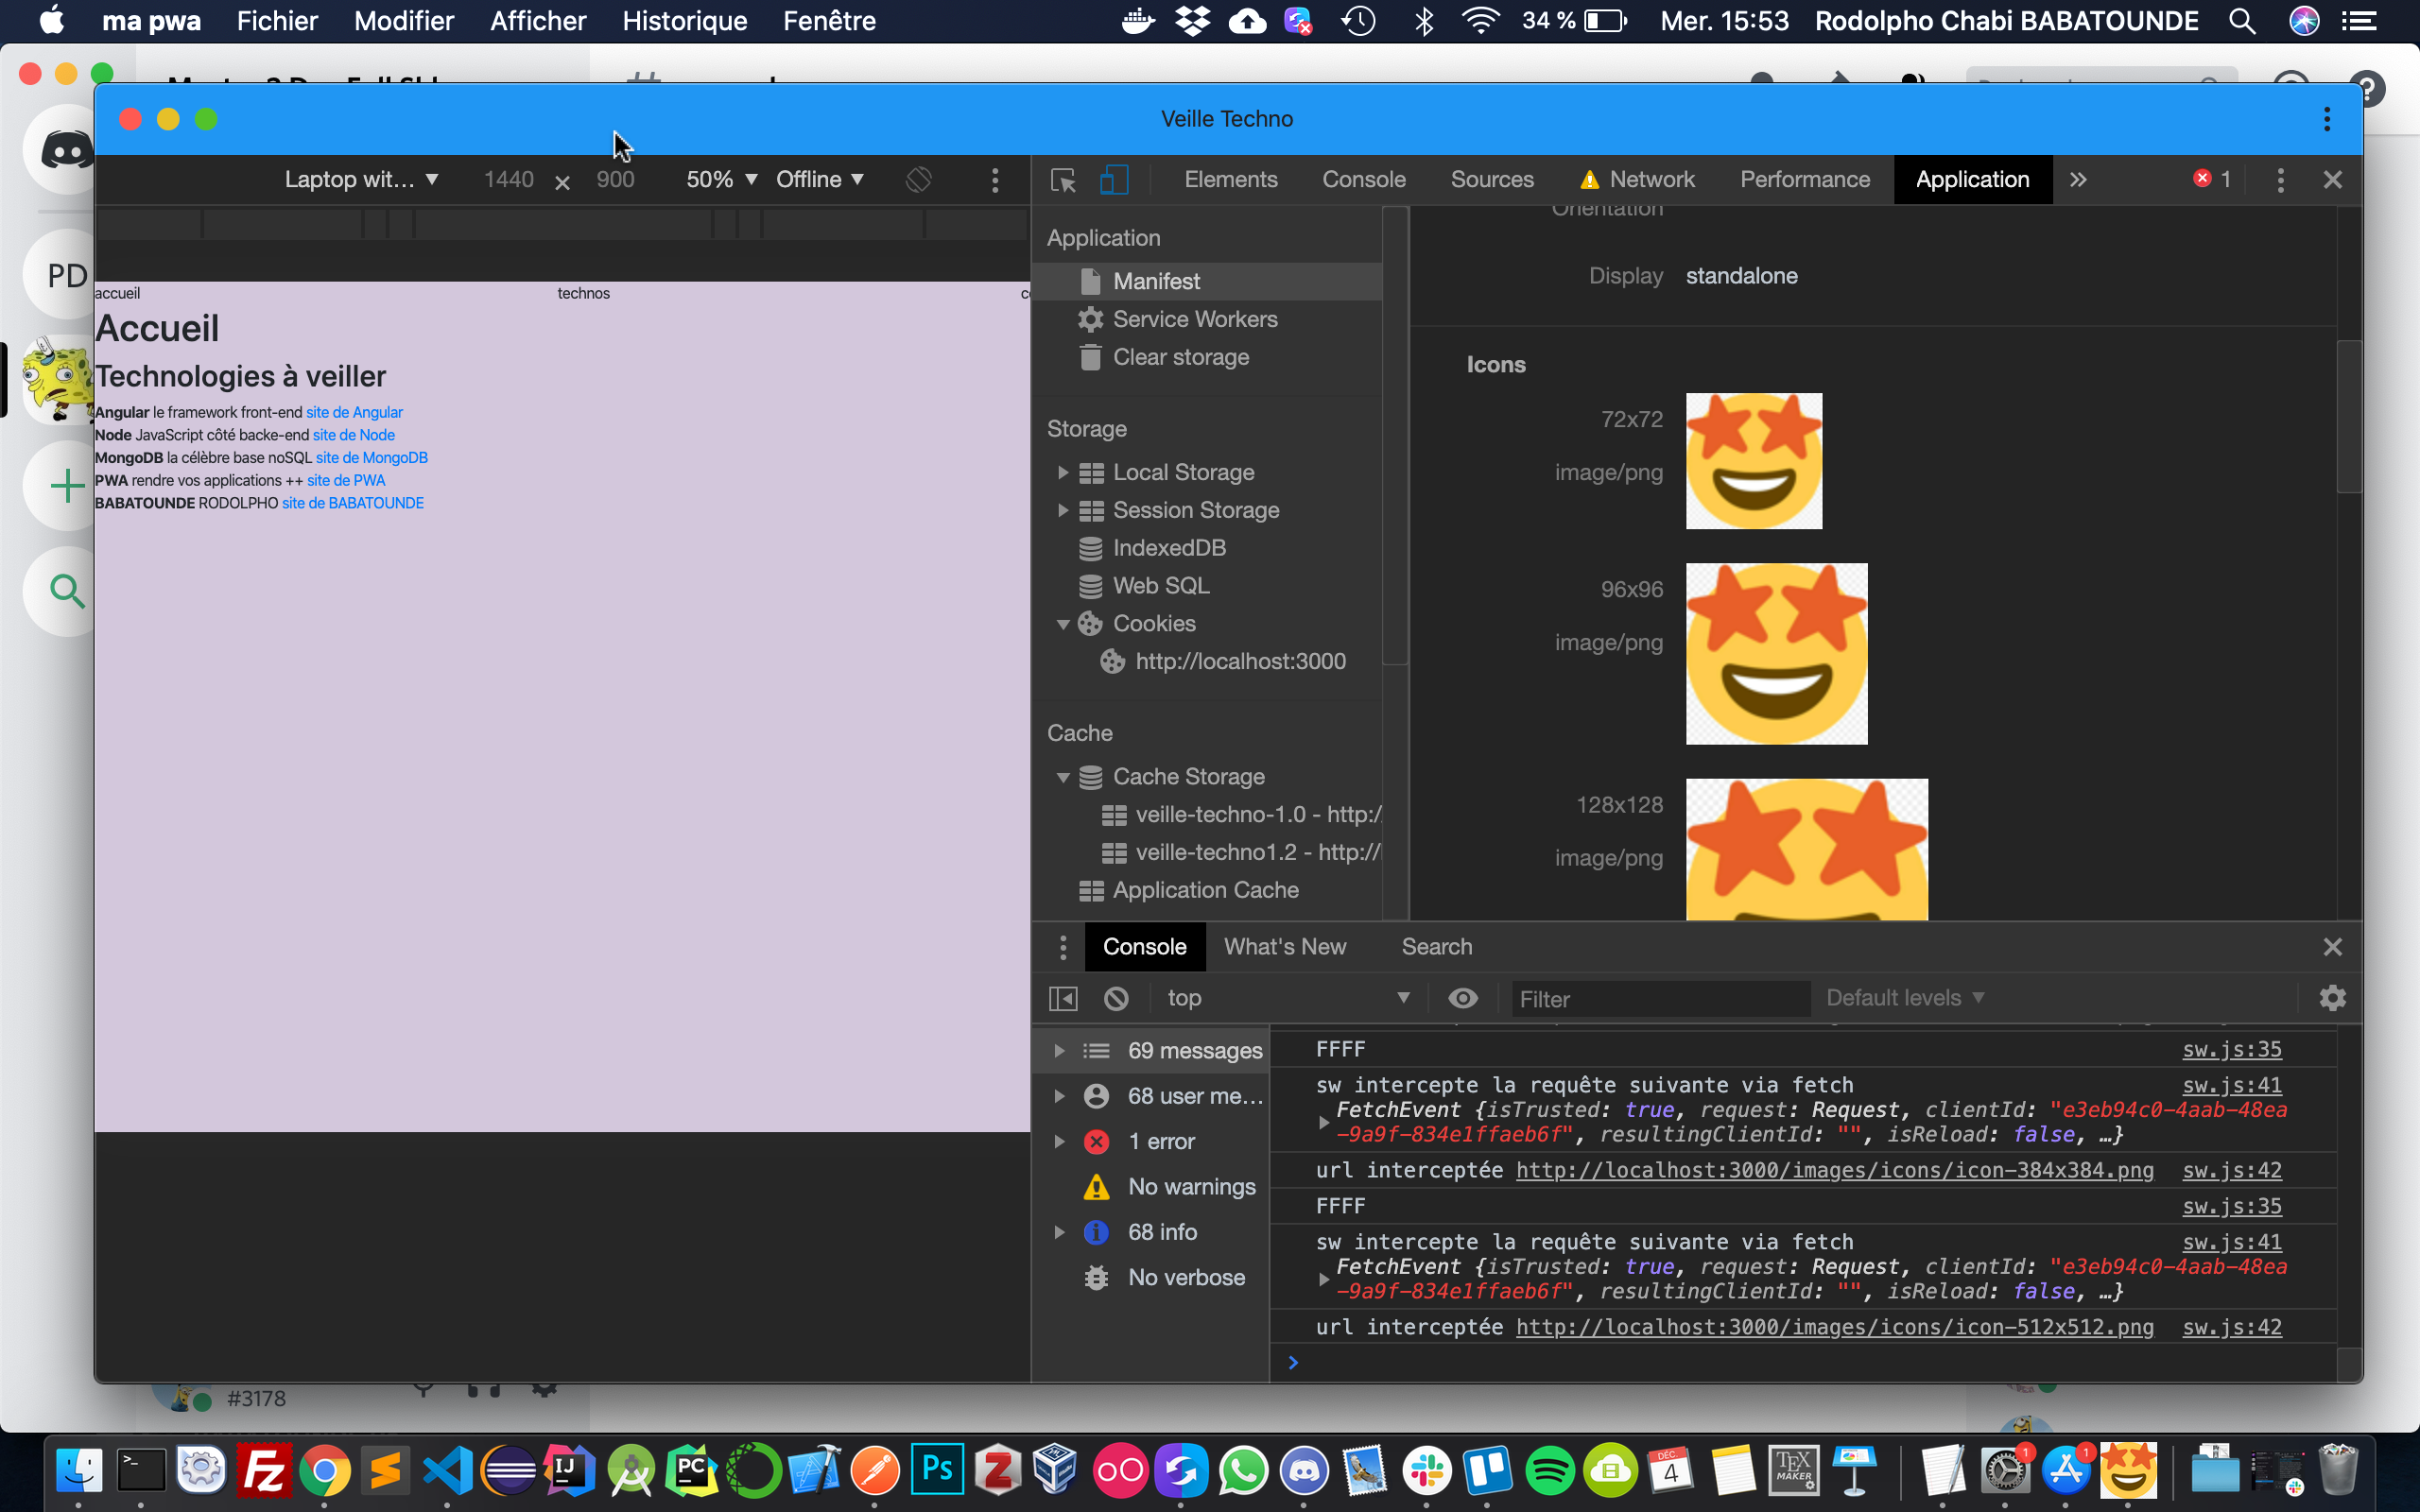 ma pwa Fichier Modifier Afficher Historique Fenêtre 34 % Mer. 15:53 Rodolpho Chabi BABATOUNDE
Veille Techno
Laptop wit... 1440 x 900 50% Offline
Elements Console Sources Network Performance Application » 1
PD
accueil technos
Accueil
Technologies à veiller
Angular le framework front-end site de Angular
Node JavaScript côté backe-end site de Node
MongoDB la célèbre base noSQL site de MongoDB
PWA rendre vos applications ++ site de PWA
BABATOUNDE RODOLPHO site de BABATOUNDE
Application
Manifest
Service Workers
Clear storage
Storage
Local Storage
Session Storage
IndexedDB
Web SQL
Cookies
http://localhost:3000
Cache
Cache Storage
veille-techno-1.0 - http:/
veille-techno1.2 - http://
Application Cache
Orientation
Display standalone
Icons
72x72
image/png
96x96
image/png
128x128
image/png
Console What's New Search
top Filter Default levels
69 messages
68 user me...
1 error
No warnings
68 info
No verbose
FFFF sw.js:35
sw intercepte la requête suivante via fetch sw.js:41
FetchEvent {isTrusted: true, request: Request, clientId: "e3eb94c0-4aab-48ea
-9a9f-834e1ffaeb6f", resultingClientId: "", isReload: false, …}
url interceptée http://localhost:3000/images/icons/icon-384x384.png sw.js:42
FFFF sw.js:35
sw intercepte la requête suivante via fetch sw.js:41
FetchEvent {isTrusted: true, request: Request, clientId: "e3eb94c0-4aab-48ea
-9a9f-834e1ffaeb6f", resultingClientId: "", isReload: false, …}
url interceptée http://localhost:3000/images/icons/icon-512x512.png sw.js:42
#3178
Fz IJ PC Ps Z DÉC. 4 TEX MAKER 1 1